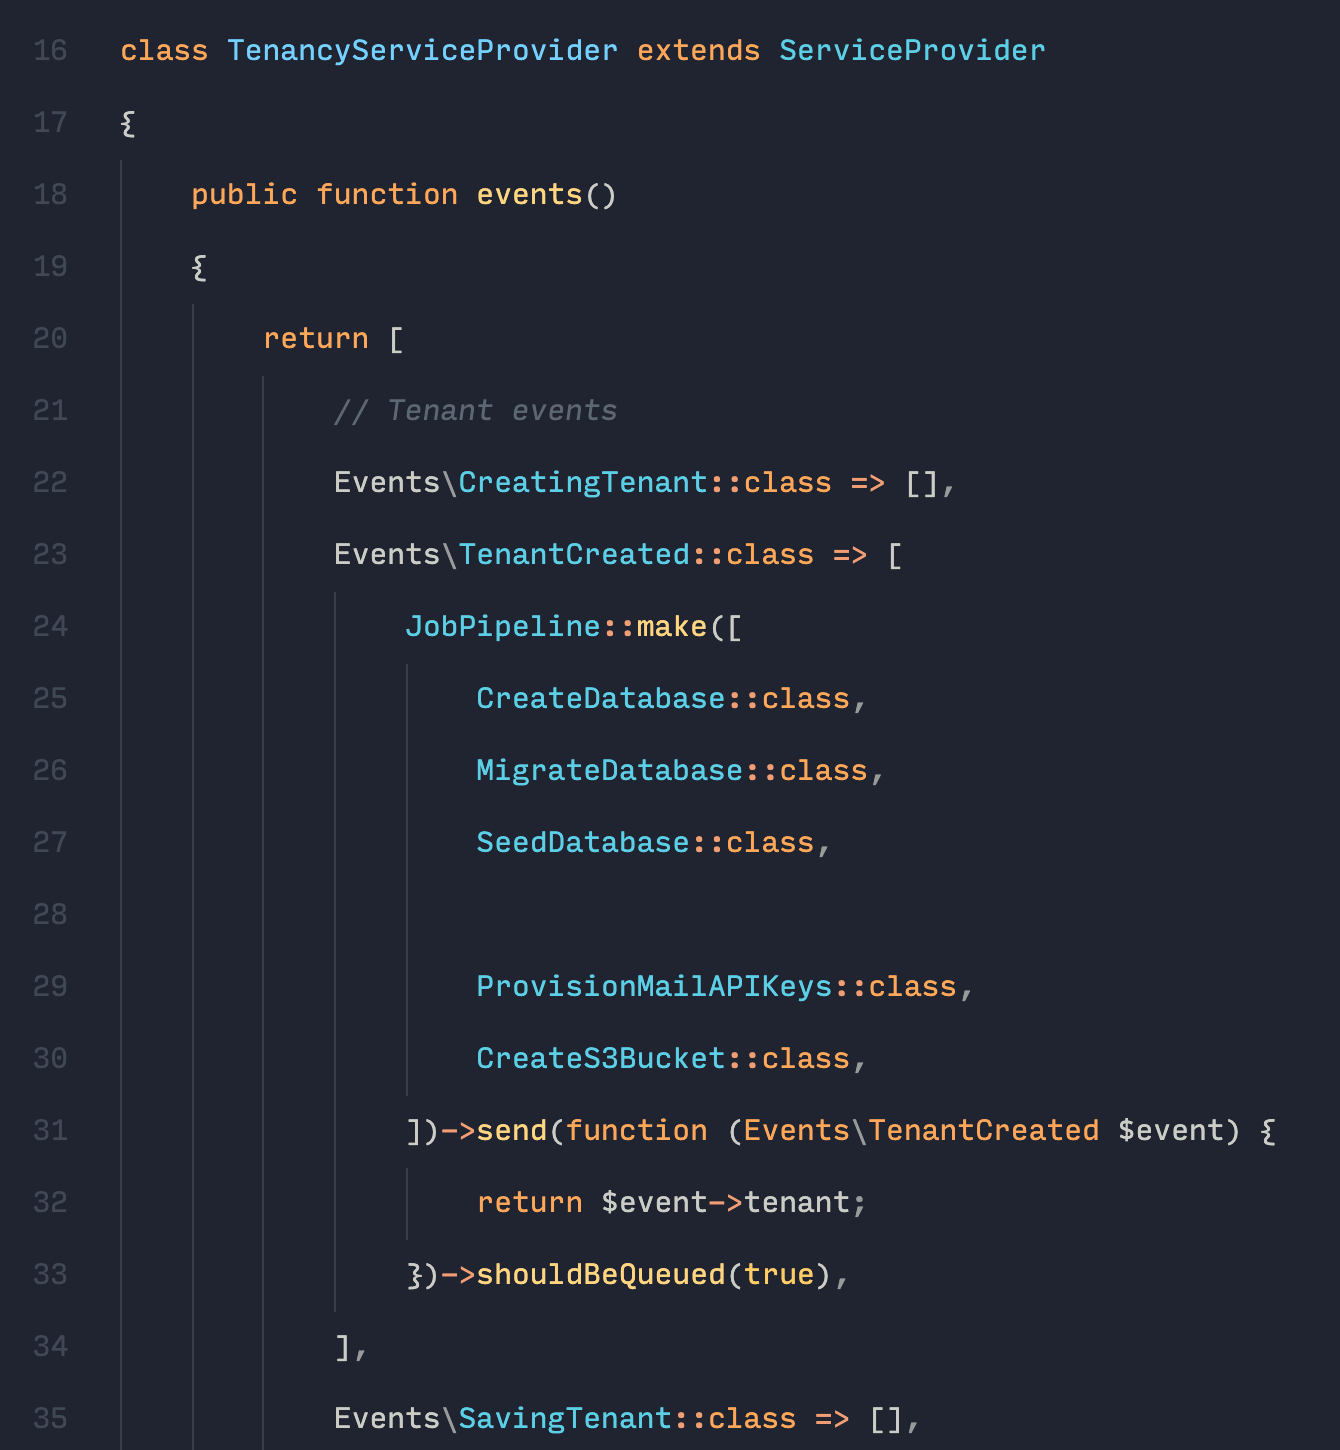 16 class TenancyServiceProvider extends ServiceProvider
17 {
18     public function events()
19     {
20         return [
21             // Tenant events
22             Events\CreatingTenant::class => [],
23             Events\TenantCreated::class => [
24                 JobPipeline::make([
25                     CreateDatabase::class,
26                     MigrateDatabase::class,
27                     SeedDatabase::class,
28
29                     ProvisionMailAPIKeys::class,
30                     CreateS3Bucket::class,
31                 ])->send(function (Events\TenantCreated $event) {
32                     return $event->tenant;
33                 })->shouldBeQueued(true),
34             ],
35             Events\SavingTenant::class => [],